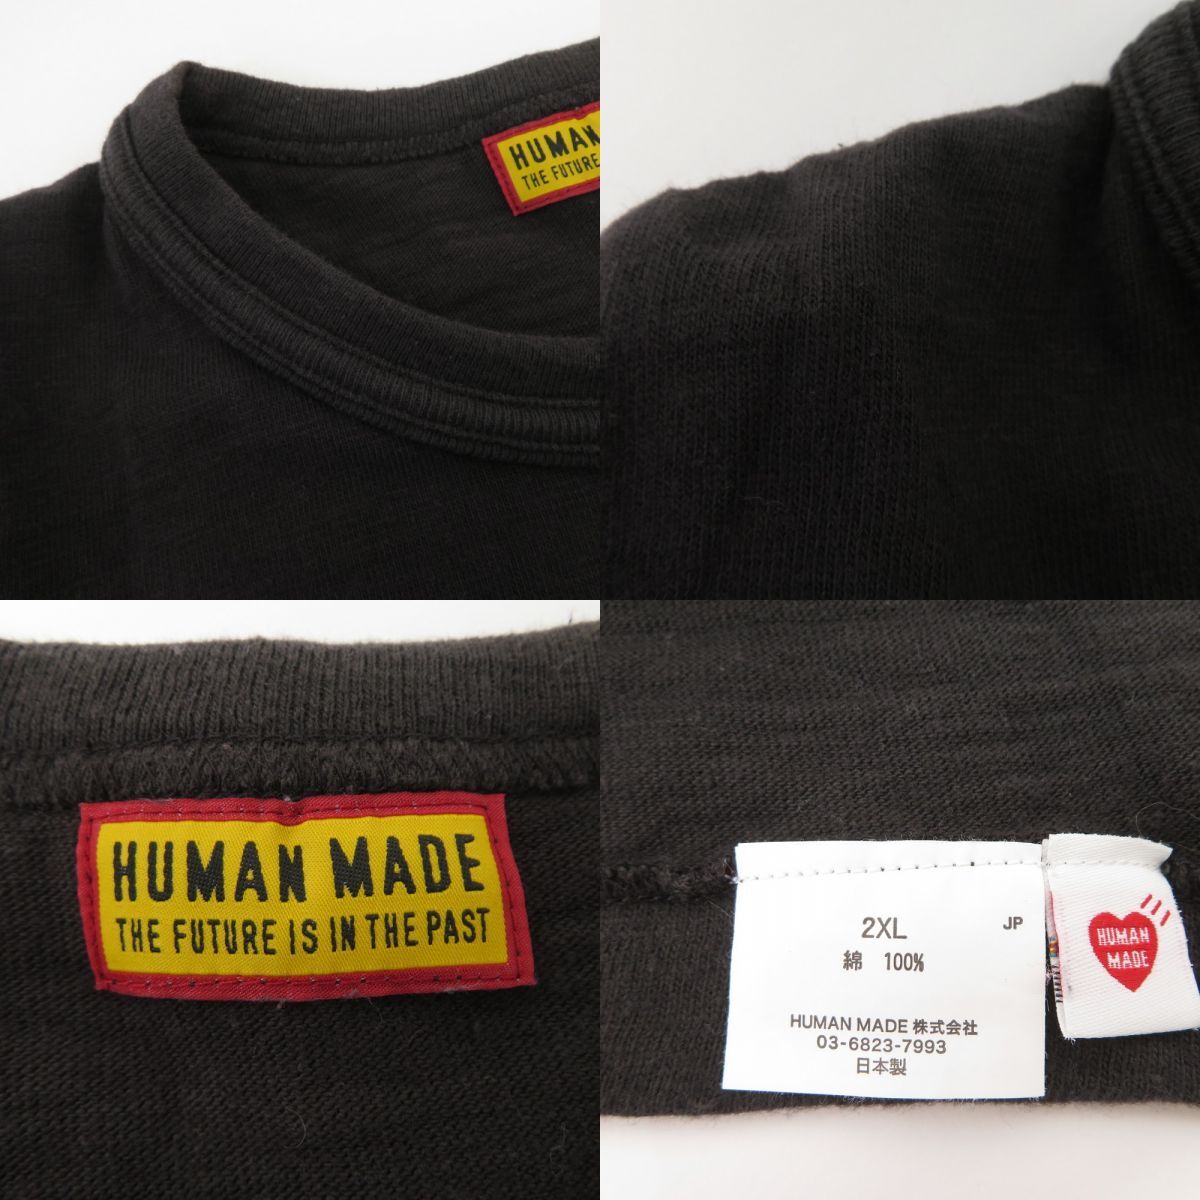 HUMAN
THE FUTURE
HUMAN MADE
THE FUTURE IS IN THE PAST
2XL
JP
綿 100%
HUMAN MADE 株式会社
03-6823-7993
日本製
HUMAN
MADE